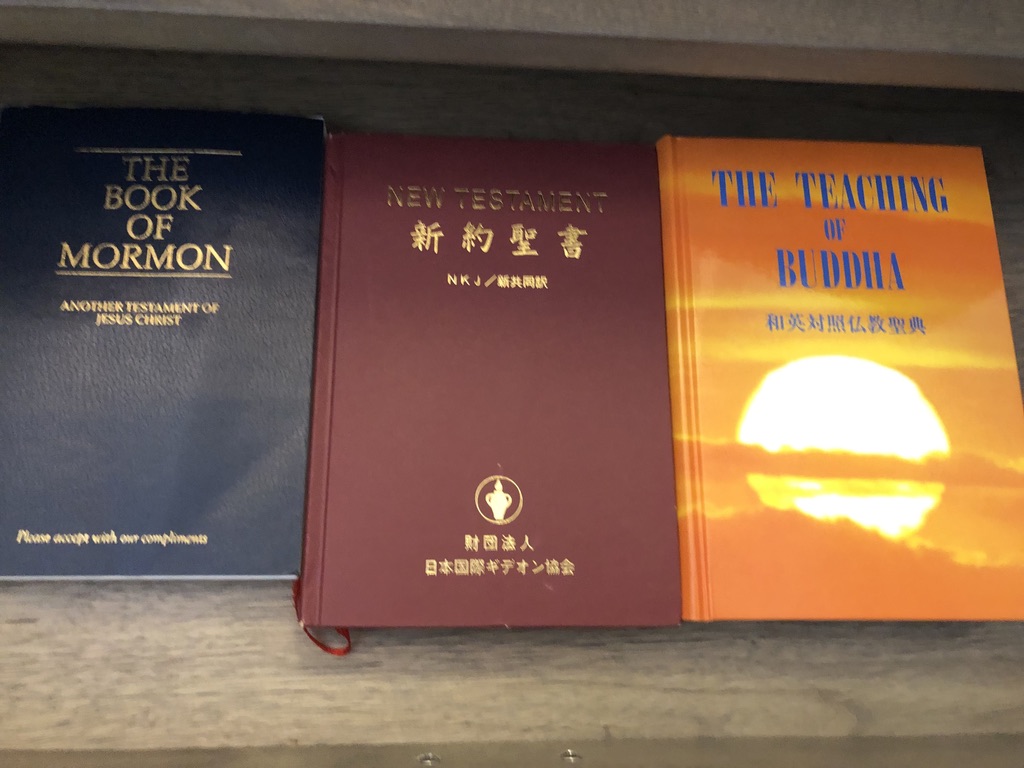 THE
BOOK
OF
MORMON
ANOTHER TESTAMENT OF
JESUS CHRIST
Please accept with our compliments
NEW TESTAMENT
新約聖書
NKJ／新共同訳
財団法人
日本国際ギデオン協会
THE TEACHING
OF
BUDDHA
和英対照仏教聖典